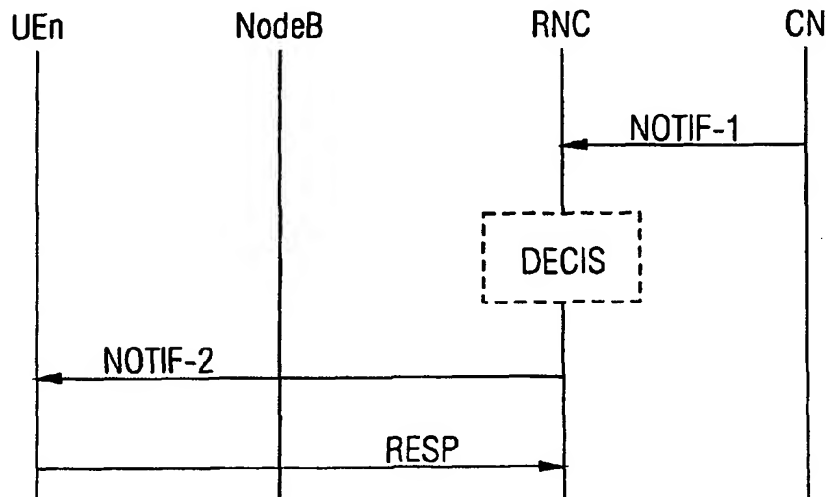 UEn NodeB RNC CN
NOTIF-1
DECIS
NOTIF-2
RESP